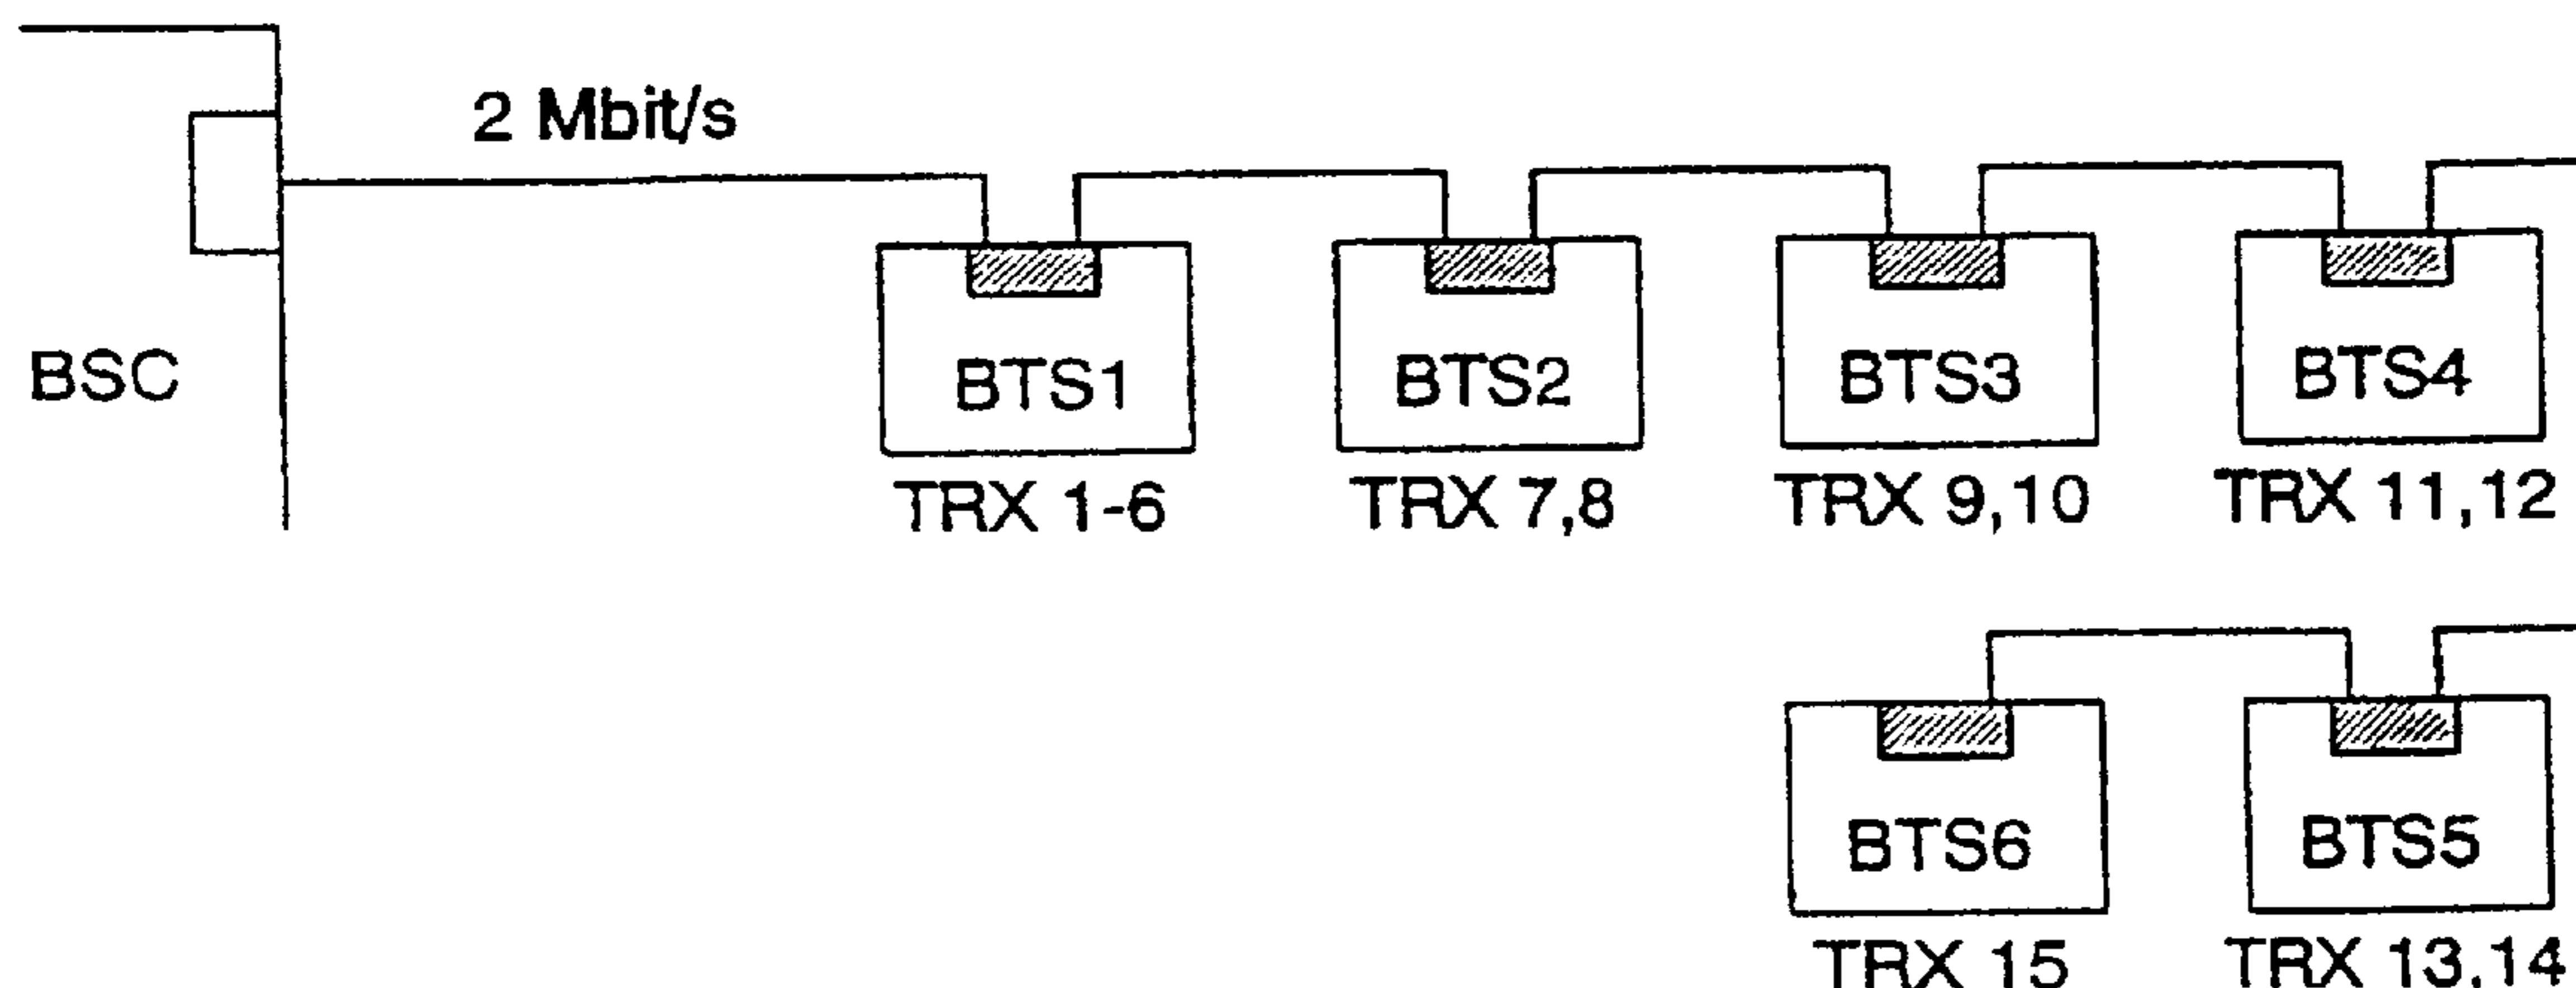 2 Mbit/s
BSC
BTS1
BTS2
BTS3
BTS4
TRX 1-6
TRX 7,8
TRX 9,10
TRX 11,12
BTS6
BTS5
TRX 15
TRX 13,14